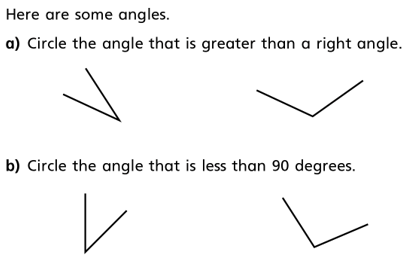 Here are some angles.
a) Circle the angle that is greater than a right angle.
b) Circle the angle that is less than 90 degrees.